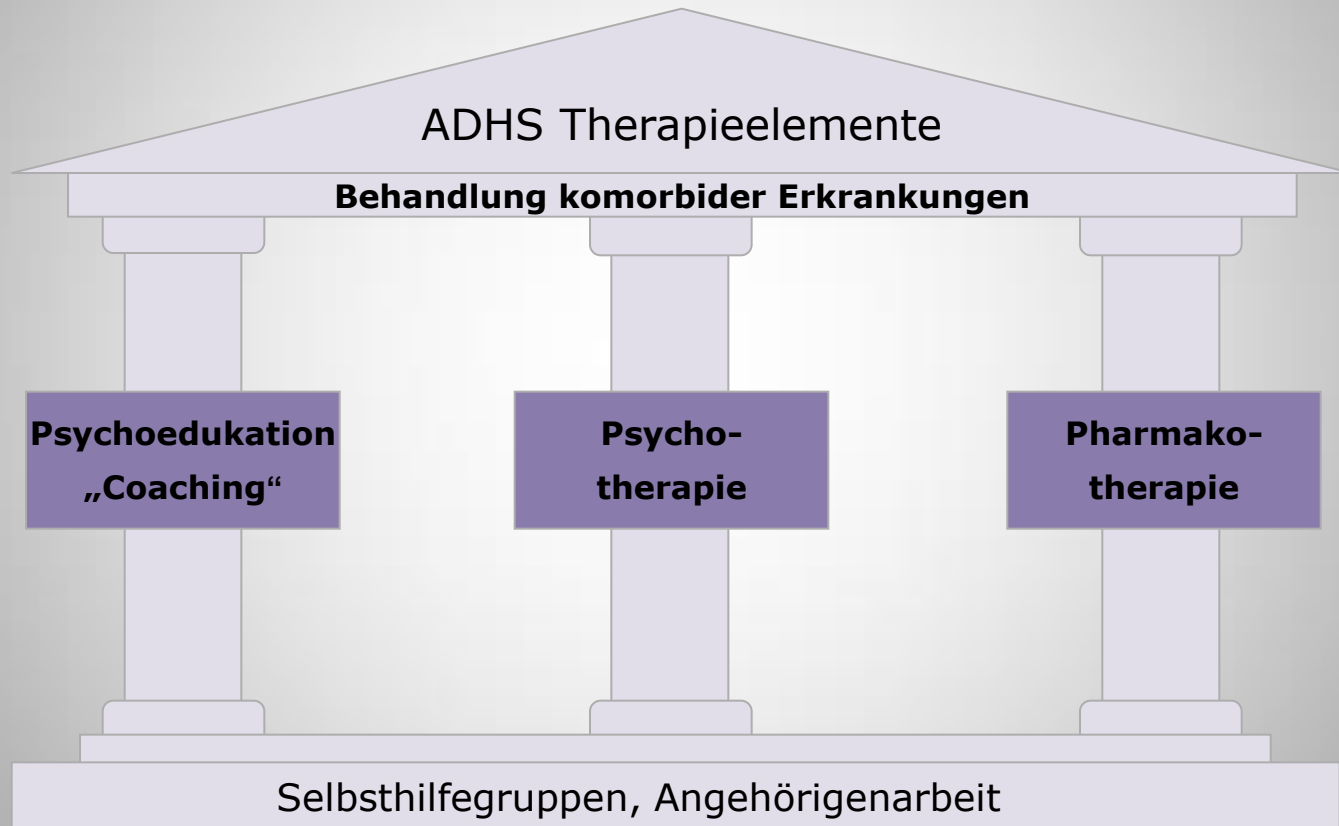 ADHS Therapieelemente
Behandlung komorbider Erkrankungen
Psychoedukation
„Coaching“
Psycho-
therapie
Pharmako-
therapie
Selbsthilfegruppen, Angehörigenarbeit